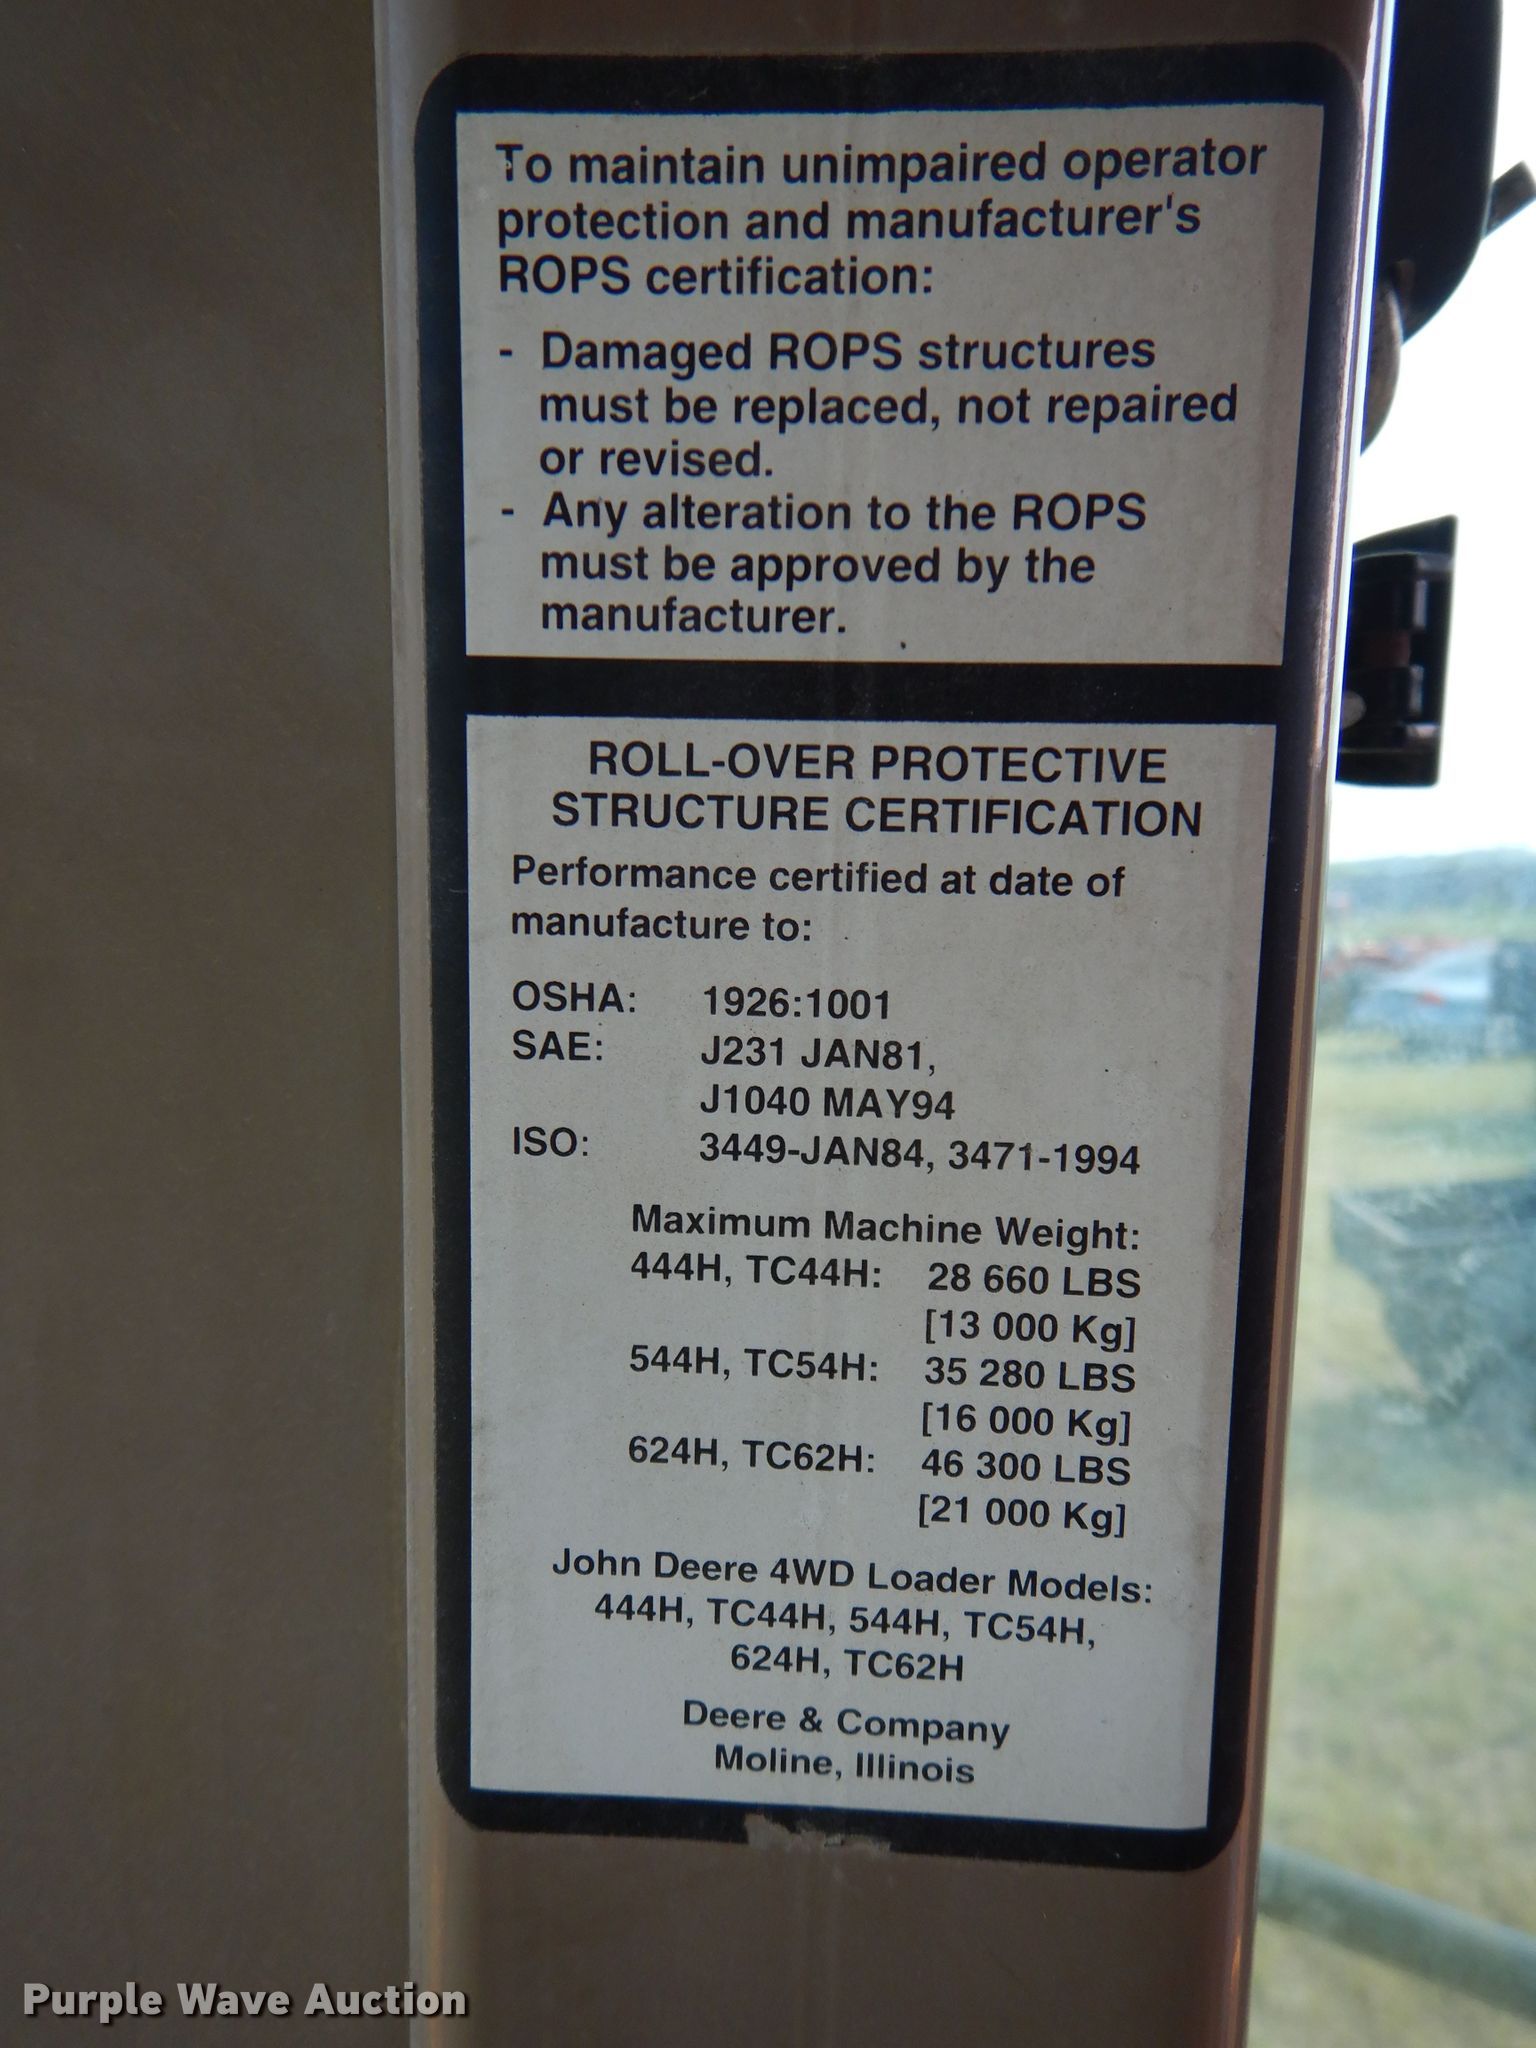 To maintain unimpaired operator
protection and manufacturer's
ROPS certification:
- Damaged ROPS structures
must be replaced, not repaired
or revised.
- Any alteration to the ROPS
must be approved by the
manufacturer.
ROLL-OVER PROTECTIVE
STRUCTURE CERTIFICATION
Performance certified at date of
manufacture to:
OSHA: 1926:1001
SAE: J231 JAN81,
J1040 MAY94
ISO: 3449-JAN84, 3471-1994
Maximum Machine Weight:
444H, TC44H: 28 660 LBS
[13 000 Kg]
544H, TC54H: 35 280 LBS
[16 000 Kg]
624H, TC62H: 46 300 LBS
[21 000 Kg]
John Deere 4WD Loader Models:
444H, TC44H, 544H, TC54H,
624H, TC62H
Deere & Company
Moline, Illinois
Purple Wave Auction